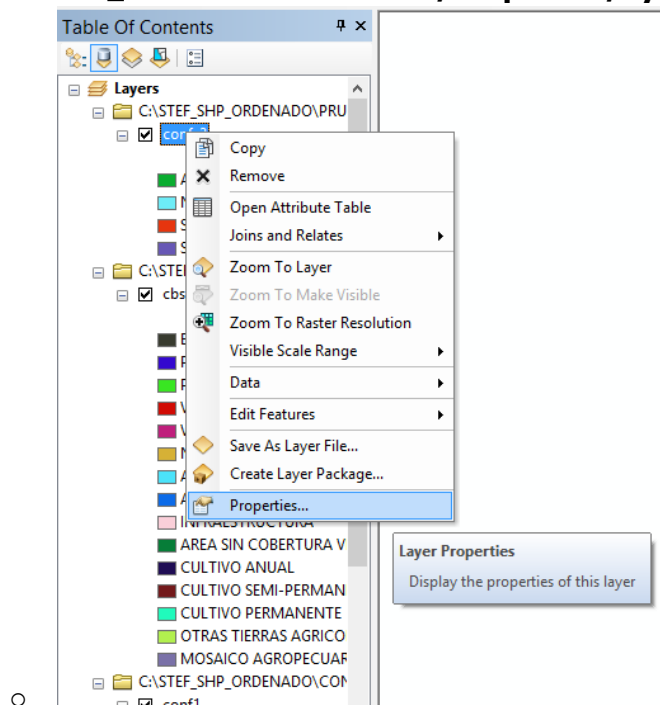 Table Of Contents
Layers
C:\STEF_SHP_ORDENADO\PRU
Copy
Remove
Open Attribute Table
Joins and Relates
Zoom To Layer
Zoom To Make Visible
cbs
Zoom To Raster Resolution
Visible Scale Range
Data
Edit Features
Save As Layer File...
Create Layer Package...
Properties...
INFRAESTRUCTURA
AREA SIN COBERTURA V
Layer Properties
CULTIVO ANUAL
Display the properties of this layer
CULTIVO SEMI-PERMAN
CULTIVO PERMANENTE
OTRAS TIERRAS AGRICO
MOSAICO AGROPECUAR
C:\STEF_SHP_ORDENADO\CON
conf1